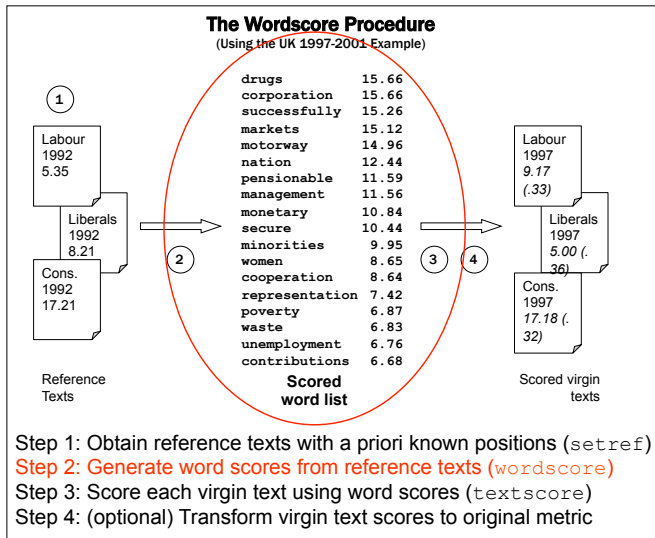 The Wordscore Procedure
(Using the UK 1997-2001 Example)
1
Labour
1992
5.35
Liberals
1992
8.21
Cons.
1992
17.21
Reference
Texts
2
drugs 15.66
corporation 15.66
successfully 15.26
markets 15.12
motorway 14.96
nation 12.44
pensionable 11.59
management 11.56
monetary 10.84
secure 10.44
minorities 9.95
women 8.65
cooperation 8.64
representation 7.42
poverty 6.87
waste 6.83
unemployment 6.76
contributions 6.68
Scored
word list
3
4
Labour
1997
9.17
(.33)
Liberals
1997
5.00 (.
36)
Cons.
1997
17.18 (.
32)
Scored virgin
texts
Step 1: Obtain reference texts with a priori known positions (setref)
Step 2: Generate word scores from reference texts (wordscore)
Step 3: Score each virgin text using word scores (textscore)
Step 4: (optional) Transform virgin text scores to original metric